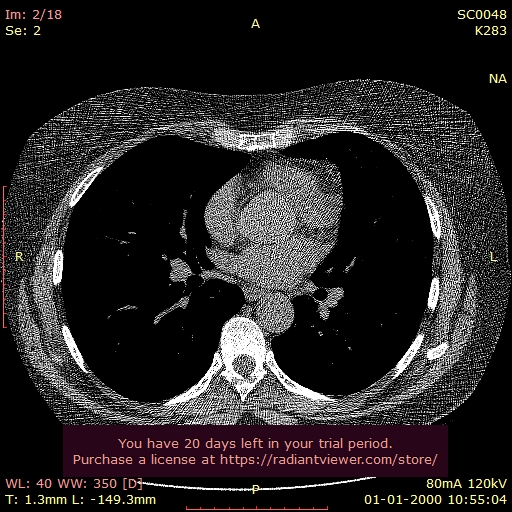 Im: 2/18
Se: 2
A
SC0048
K283
NA
R
L
You have 20 days left in your trial period.
Purchase a license at https://radiantviewer.com/store/
WL: 40 WW: 350 [D]
T: 1.3mm L: -149.3mm
P
80mA 120kV
01-01-2000 10:55:04